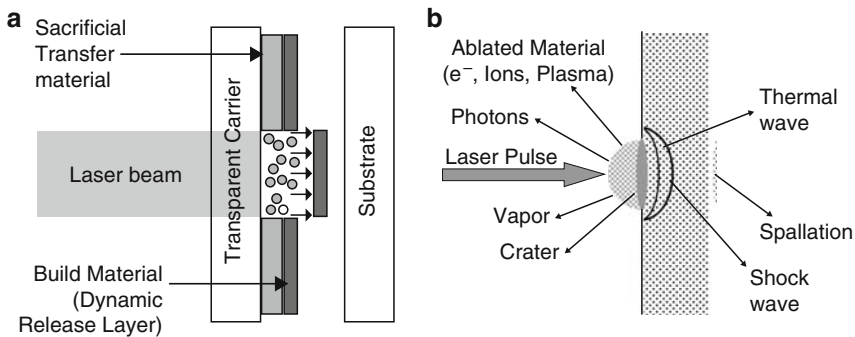 a
Sacrificial
Transfer
material
Laser beam
Transparent Carrier
Substrate
Build Material
(Dynamic
Release Layer)
b
Ablated Material
(e⁻, Ions, Plasma)
Photons
Laser Pulse
Vapor
Crater
Thermal
wave
Spallation
Shock
wave